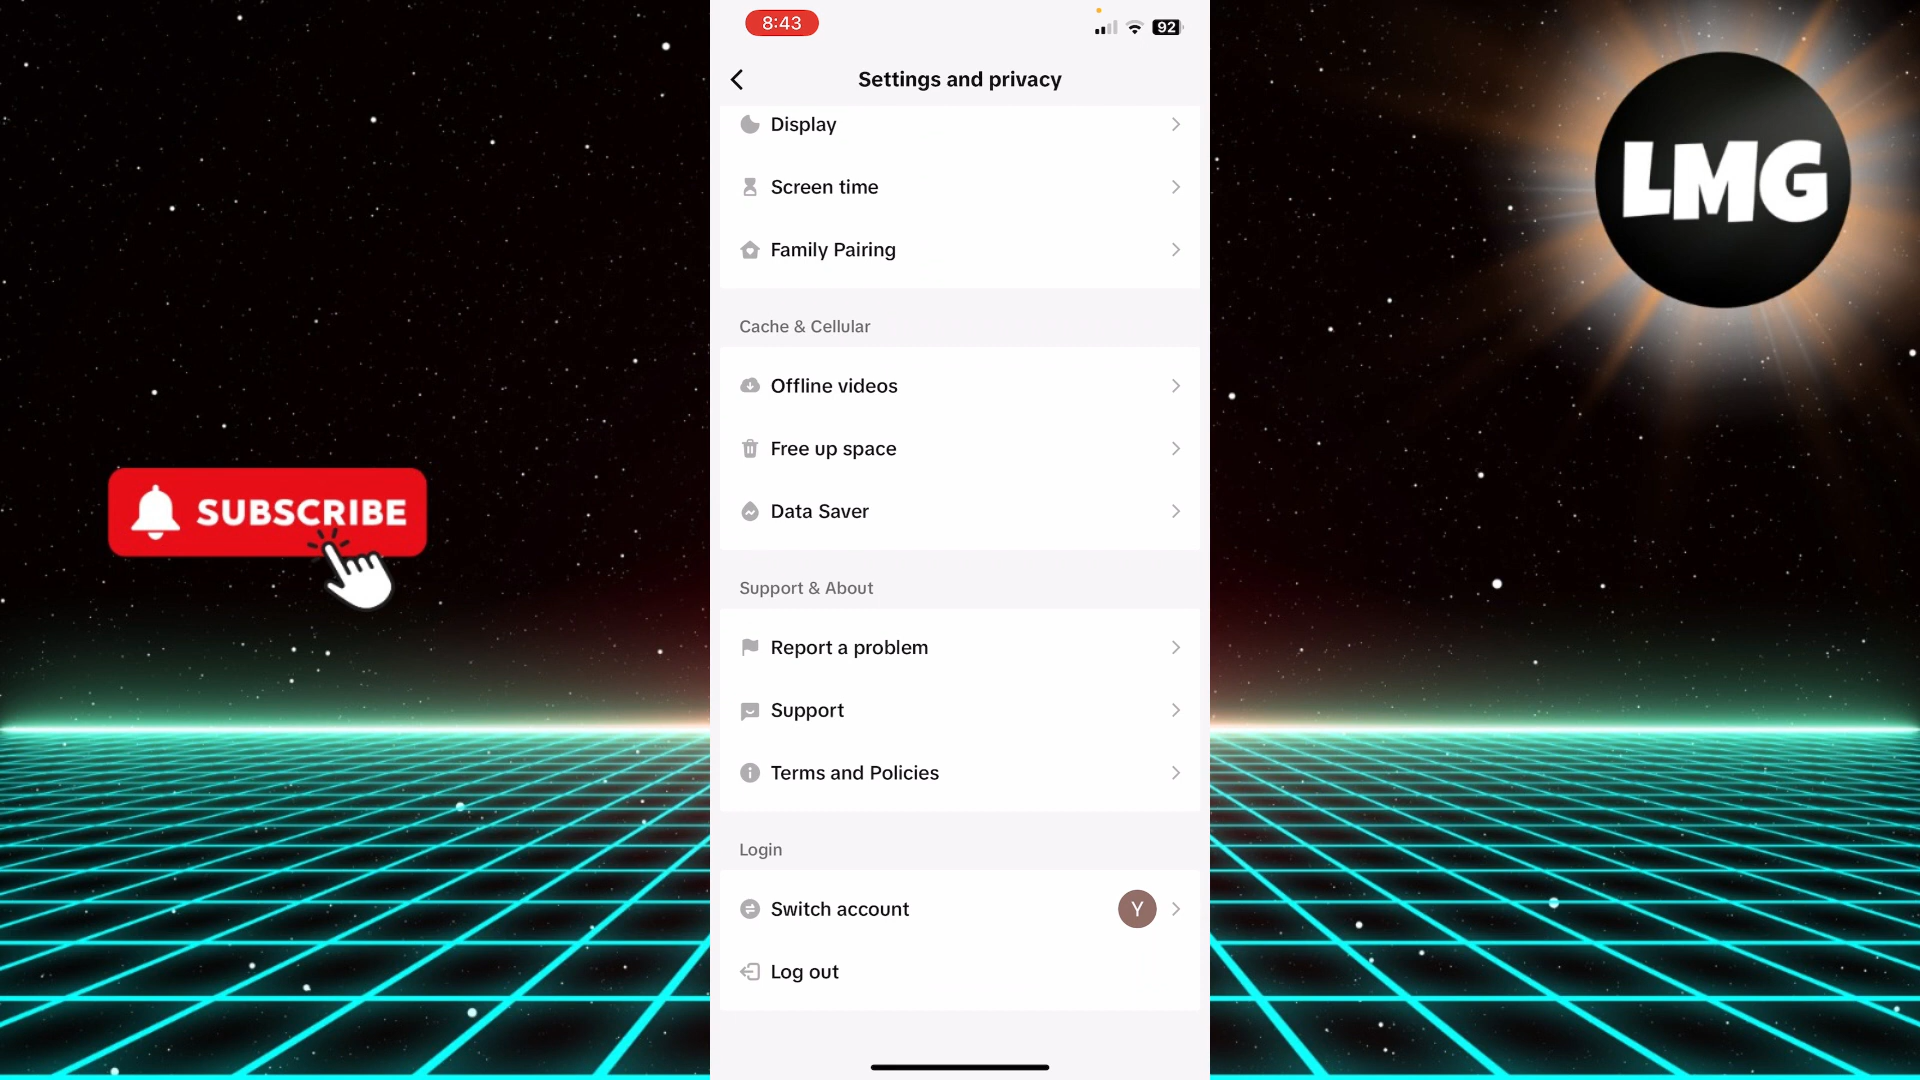 8:43
92
Settings and privacy
Display
Screen time
Family Pairing
Cache & Cellular
Offline videos
Free up space
Data Saver
Support & About
Report a problem
Support
Terms and Policies
Login
Switch account
Y
Log out
SUBSCRIBE
LMG